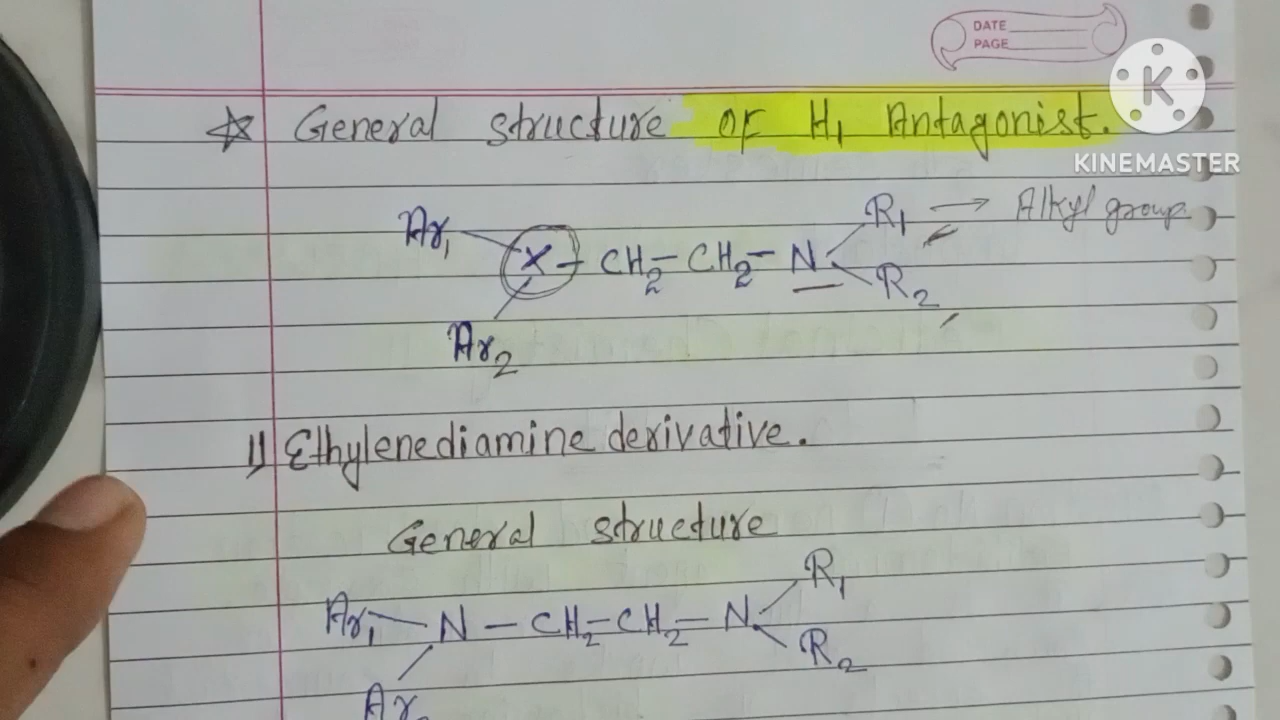 DATE
PAGE
K
KINEMASTER
☆ General structure of H₁ Antagonist.
Ar₁ R₁ → Alkyl group
X – CH₂ – CH₂ – N
R₂
Ar₂
1) Ethylenediamine derivative.
General structure
R₁
Ar₁ – N – CH₂ – CH₂ – N
R₂
Ar